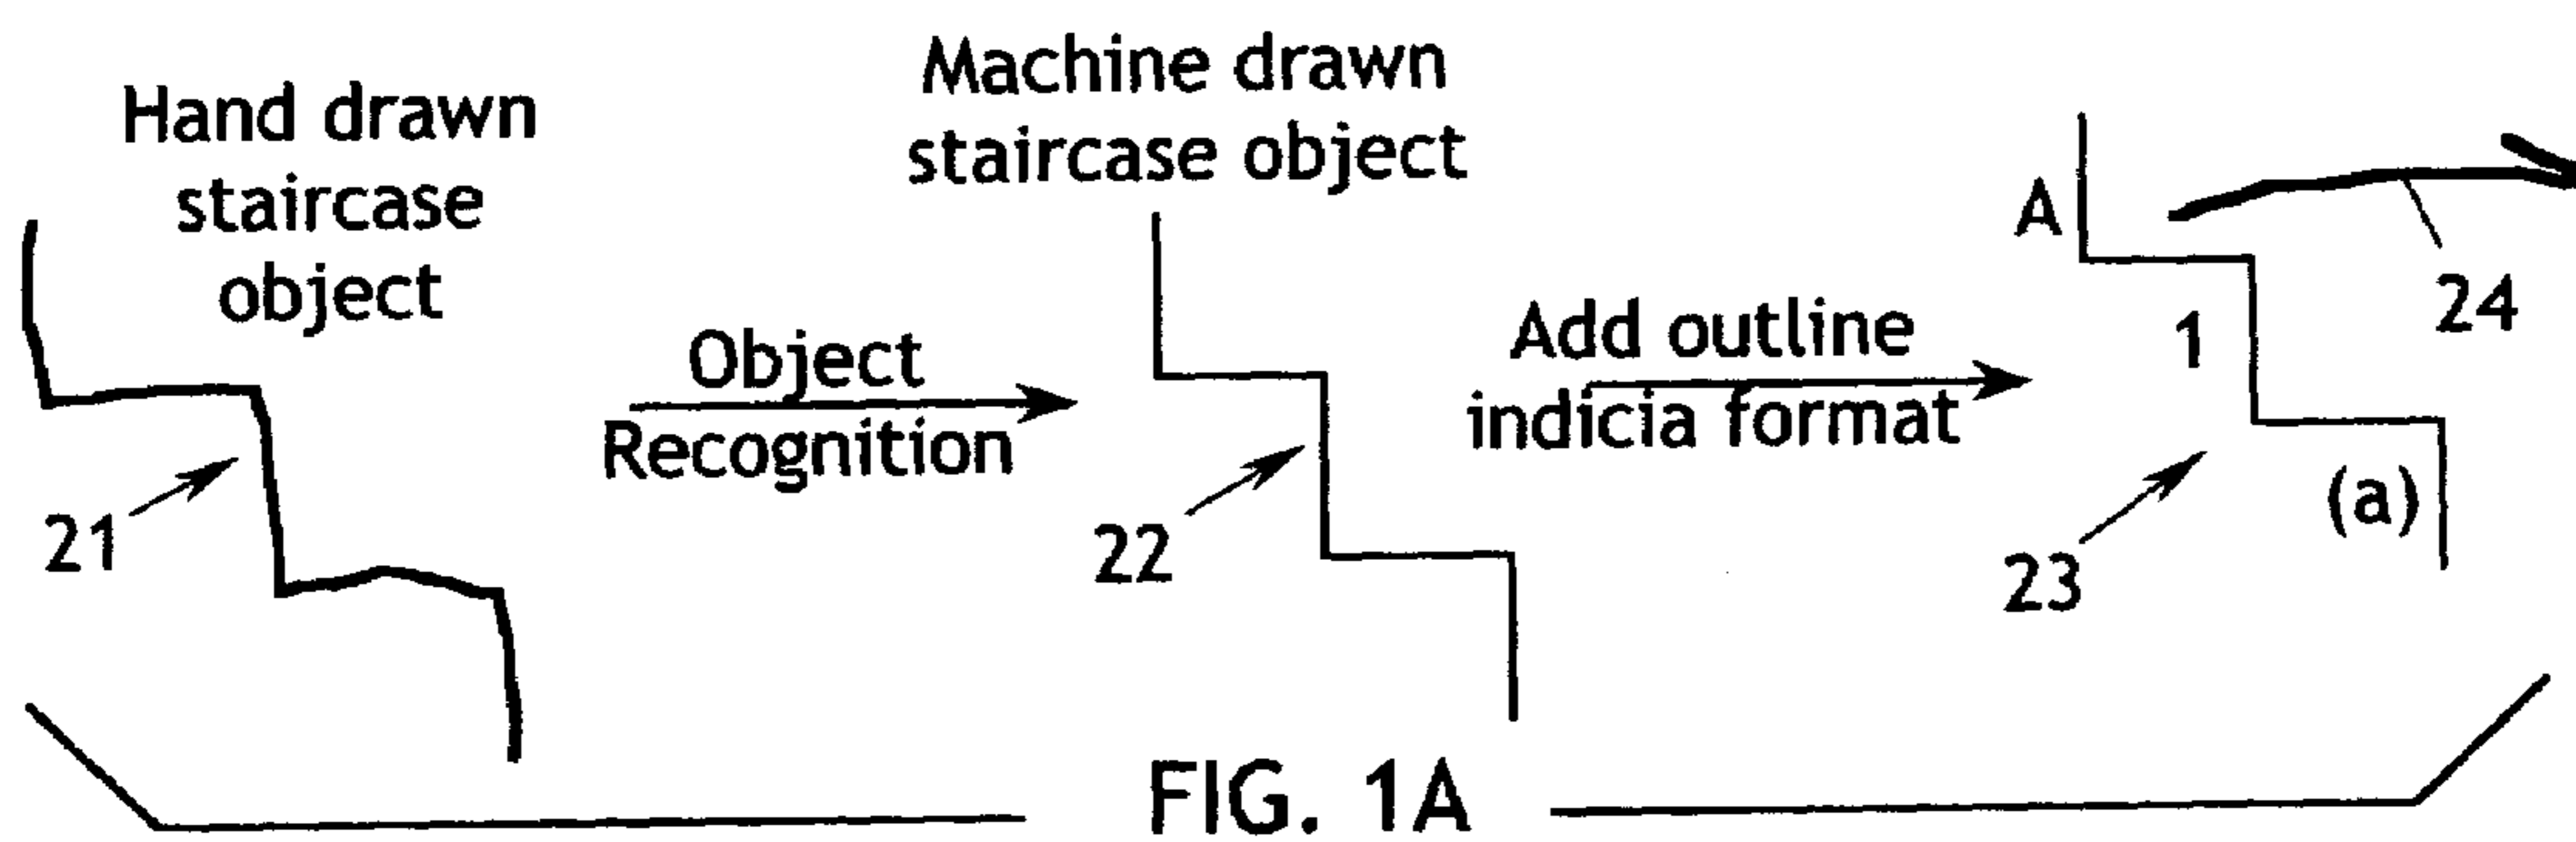 Hand drawn
staircase
object
21
Object
Recognition
Machine drawn
staircase object
22
Add outline
indicia format
A
1
(a)
23
24
FIG. 1A